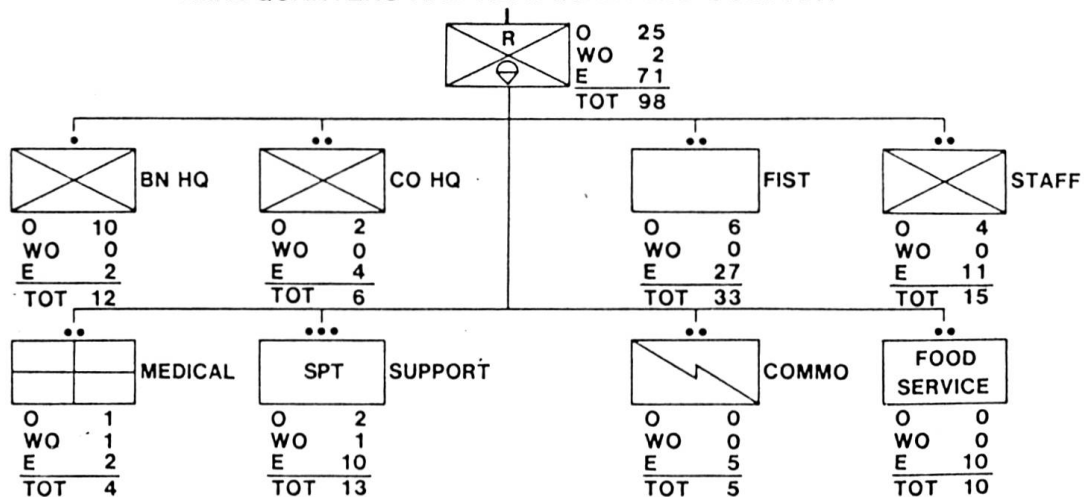 R
O 25
WO 2
E 71
TOT 98
BN HQ
O 10
WO 0
E 2
TOT 12
CO HQ
O 2
WO 0
E 4
TOT 6
FIST
O 6
WO 0
E 27
TOT 33
STAFF
O 4
WO 0
E 11
TOT 15
MEDICAL
O 1
WO 1
E 2
TOT 4
SPT
SUPPORT
O 2
WO 1
E 10
TOT 13
COMMO
O 0
WO 0
E 5
TOT 5
FOOD
SERVICE
O 0
WO 0
E 10
TOT 10